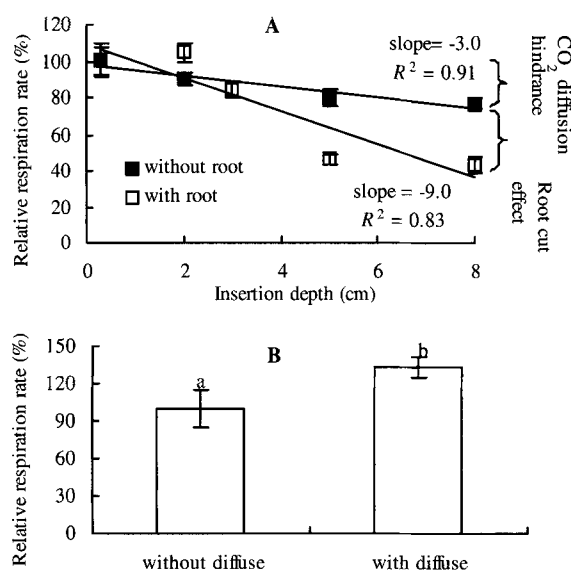 A
Relative respiration rate (%)
120
100
80
60
40
20
0
slope= -3.0
R² = 0.91
without root
with root
slope = -9.0
R² = 0.83
CO₂ diffusion
hindrance
Root cut
effect
0
2
4
6
8
Insertion depth (cm)
B
Relative respiration rate (%)
150
120
90
60
30
0
a
b
without diffuse
with diffuse